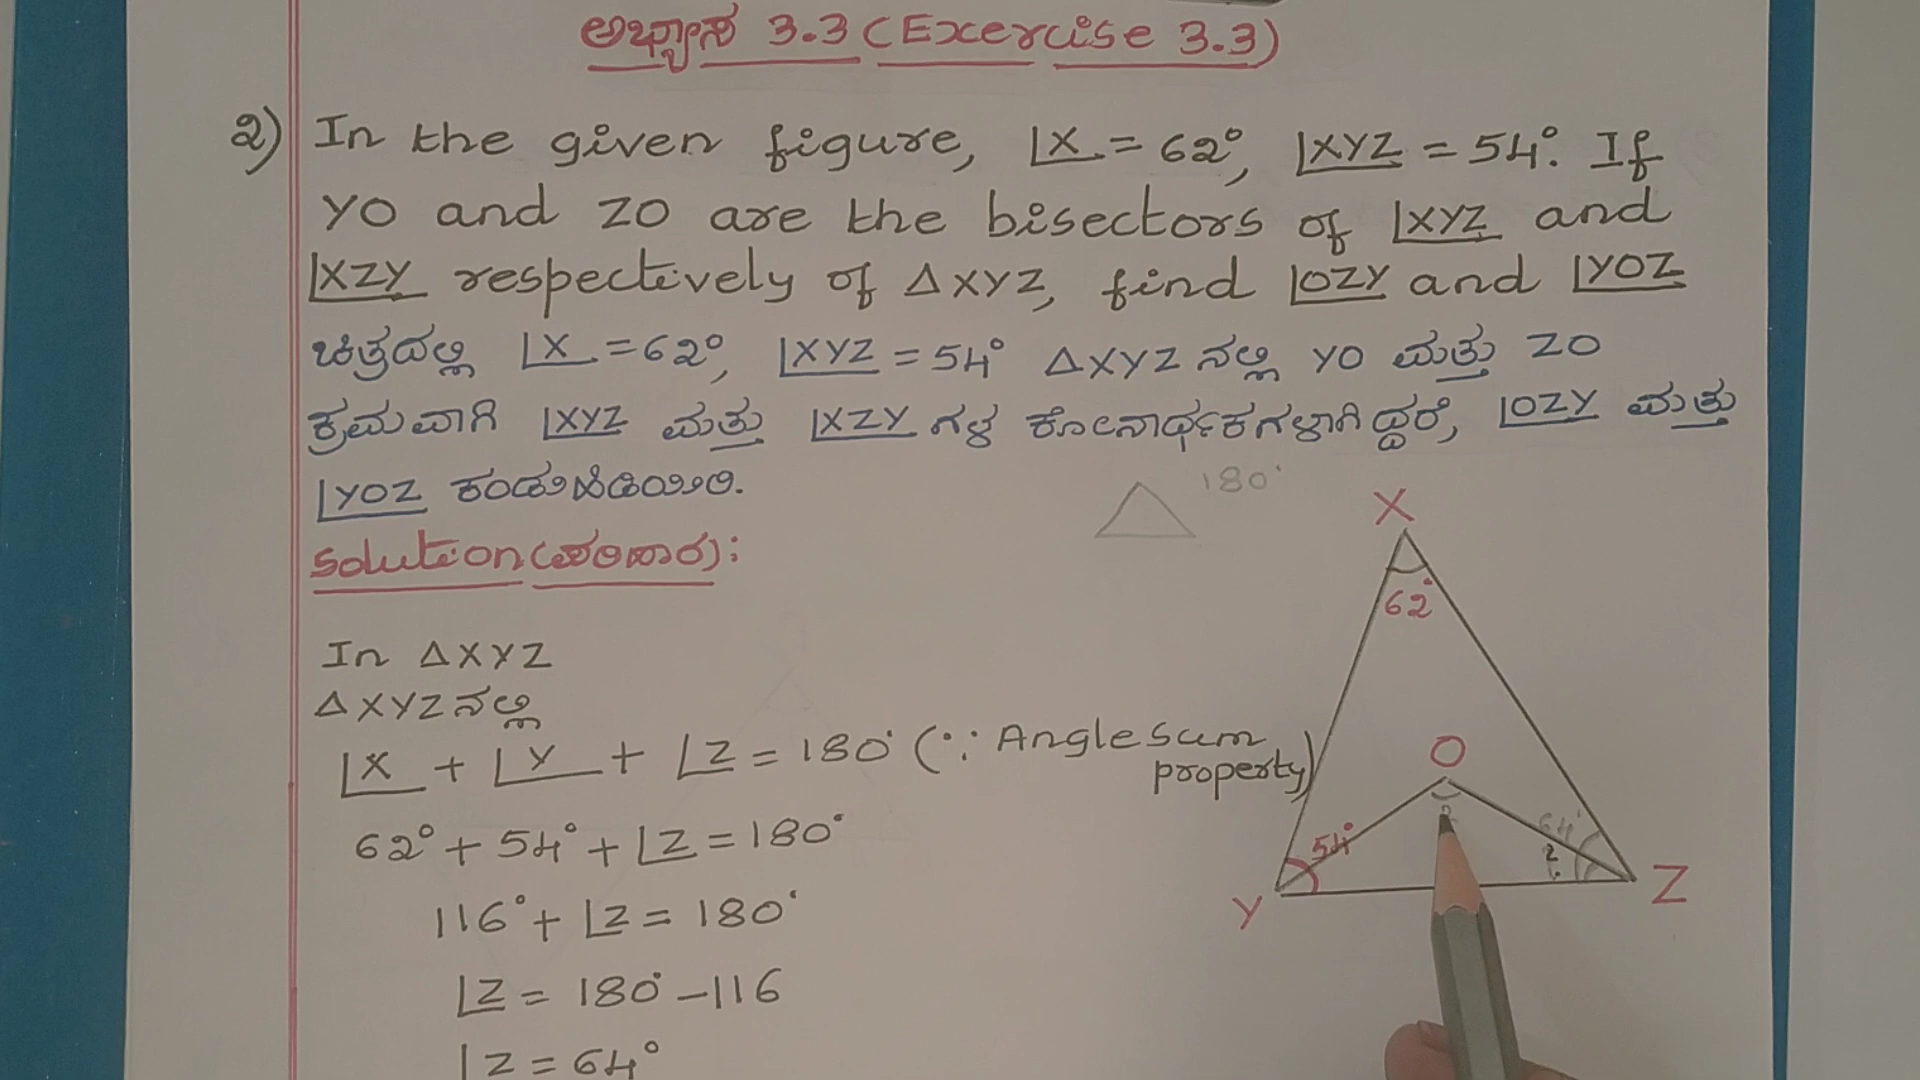 ಅಭ್ಯಾಸ 3.3 (Exercise 3.3)
2) In the given figure, ∠X = 62°, ∠XYZ = 54°. If
YO and ZO are the bisectors of ∠XYZ and
∠XZY respectively of ΔXYZ, find ∠OZY and ∠YOZ
ಚಿತ್ರದಲ್ಲಿ ∠X = 62°, ∠XYZ = 54° ΔXYZ ನಲ್ಲಿ YO ಮತ್ತು ZO
ಕ್ರಮವಾಗಿ ∠XYZ ಮತ್ತು ∠XZY ಗಳ ಕೋನಾರ್ಧಕಗಳಾಗಿದ್ದರೆ, ∠OZY ಮತ್ತು
∠YOZ ಕಂಡುಹಿಡಿಯಿರಿ.
180°
Solution (ಪರಿಹಾರ):
In ΔXYZ
ΔXYZ ನಲ್ಲಿ
∠X + ∠Y + ∠Z = 180° (∵ Angle sum
property)
62° + 54° + ∠Z = 180°
116° + ∠Z = 180°
∠Z = 180° - 116
∠Z = 64°
X
62°
O
54°
64°
?
Y
Z